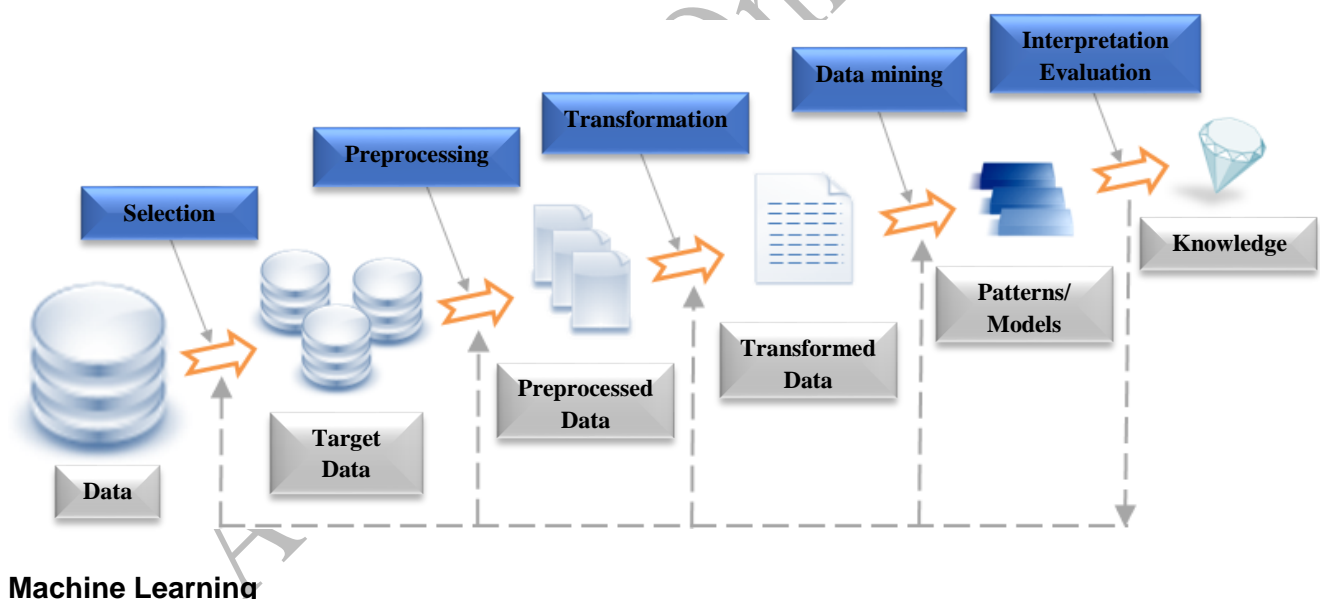 Interpretation
Evaluation
Data mining
Transformation
Preprocessing
Selection
Knowledge
Patterns/
Models
Transformed
Data
Preprocessed
Data
Target
Data
Data
Machine Learning